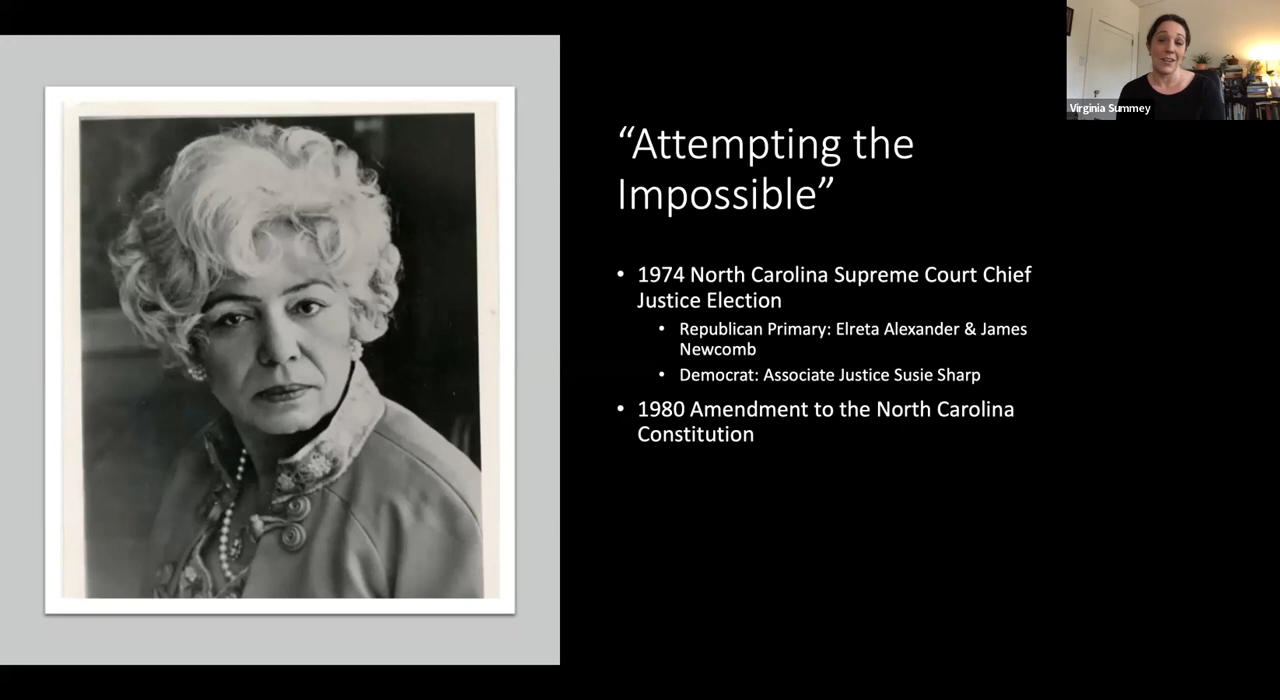 Virginia Summey
“Attempting the
Impossible”
• 1974 North Carolina Supreme Court Chief
Justice Election
• Republican Primary: Elreta Alexander & James
Newcomb
• Democrat: Associate Justice Susie Sharp
• 1980 Amendment to the North Carolina
Constitution